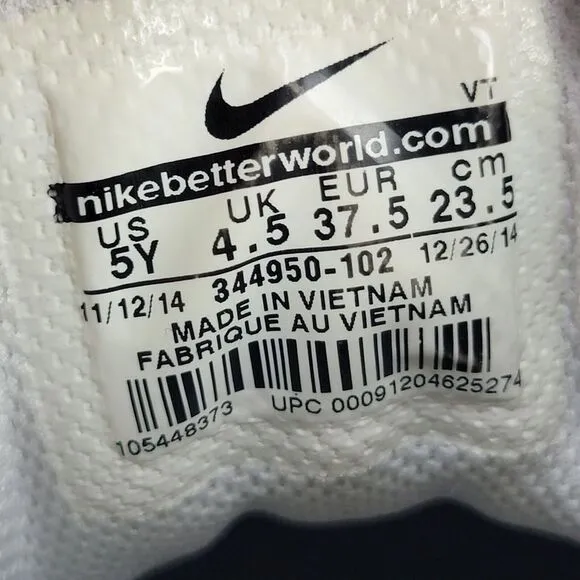 VT
nikebetterworld.com
US UK EUR cm
5Y 4.5 37.5 23.5
11/12/14 344950-102 12/26/14
MADE IN VIETNAM
FABRIQUE AU VIETNAM
105448373 UPC 00091204625274